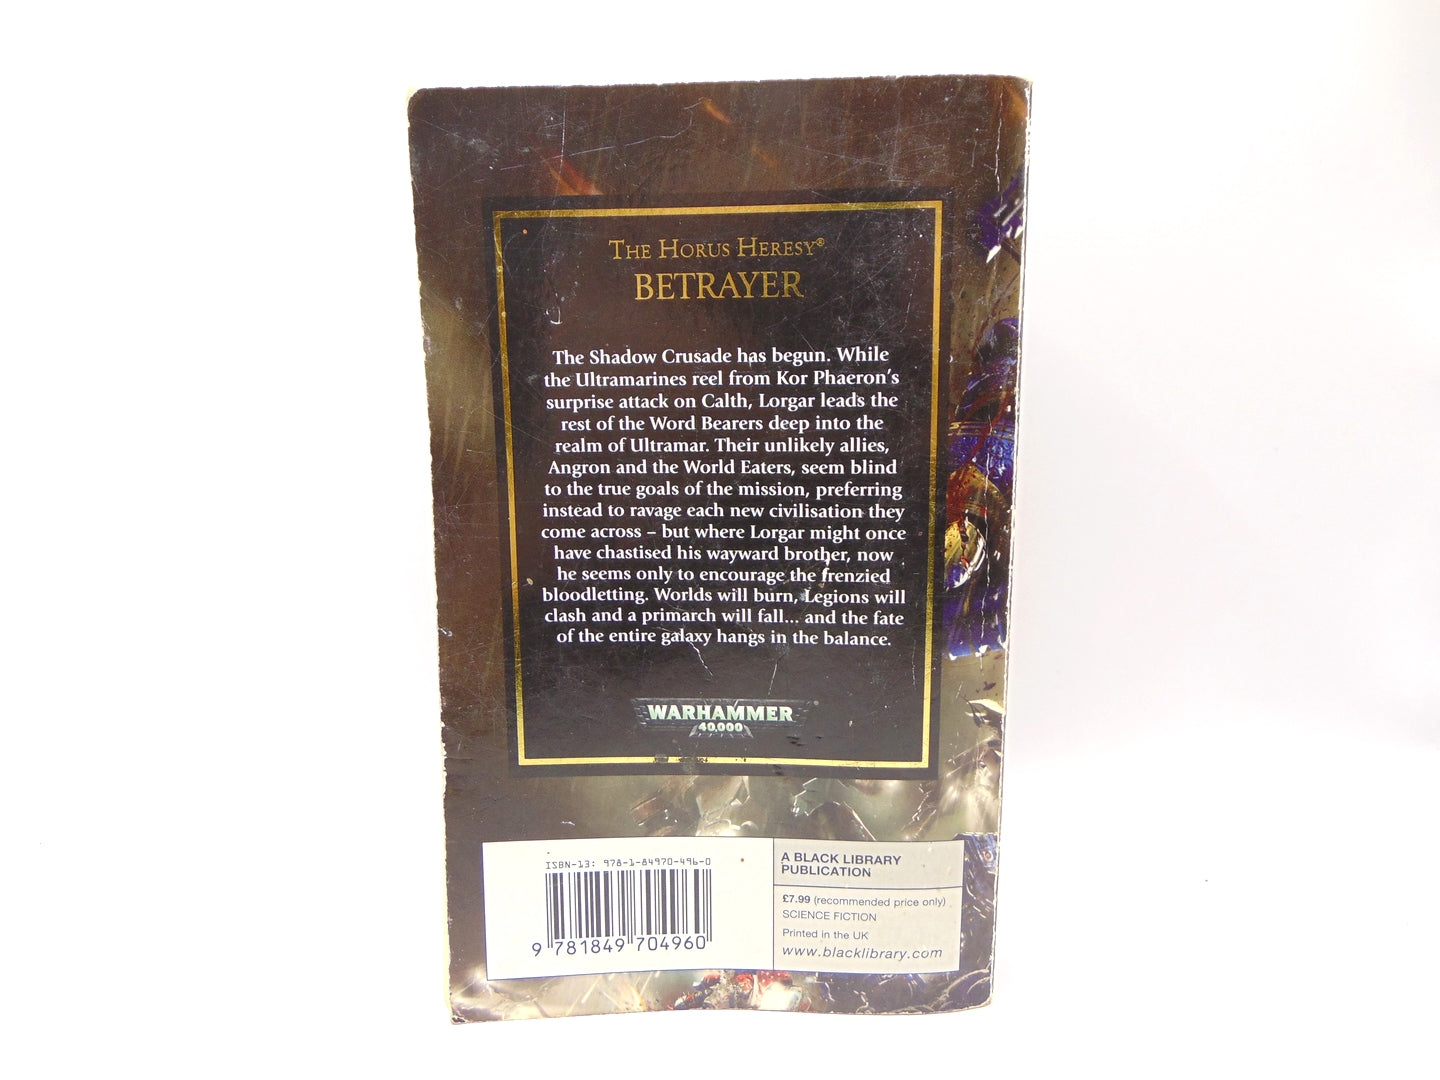 THE HORUS HERESY®
BETRAYER
The Shadow Crusade has begun. While
the Ultramarines reel from Kor Phaeron's
surprise attack on Calth, Lorgar leads the
rest of the Word Bearers deep into the
realm of Ultramar. Their unlikely allies,
Angron and the World Eaters, seem blind
to the true goals of the mission, preferring
instead to ravage each new civilisation they
come across – but where Lorgar might once
have chastised his wayward brother, now
he seems only to encourage the frenzied
bloodletting. Worlds will burn, Legions will
clash and a primarch will fall... and the fate
of the entire galaxy hangs in the balance.
WARHAMMER
40,000
ISBN-13: 978-1-84970-496-0
9 781849 704960
A BLACK LIBRARY
PUBLICATION
£7.99 (recommended price only)
SCIENCE FICTION
Printed in the UK
www.blacklibrary.com